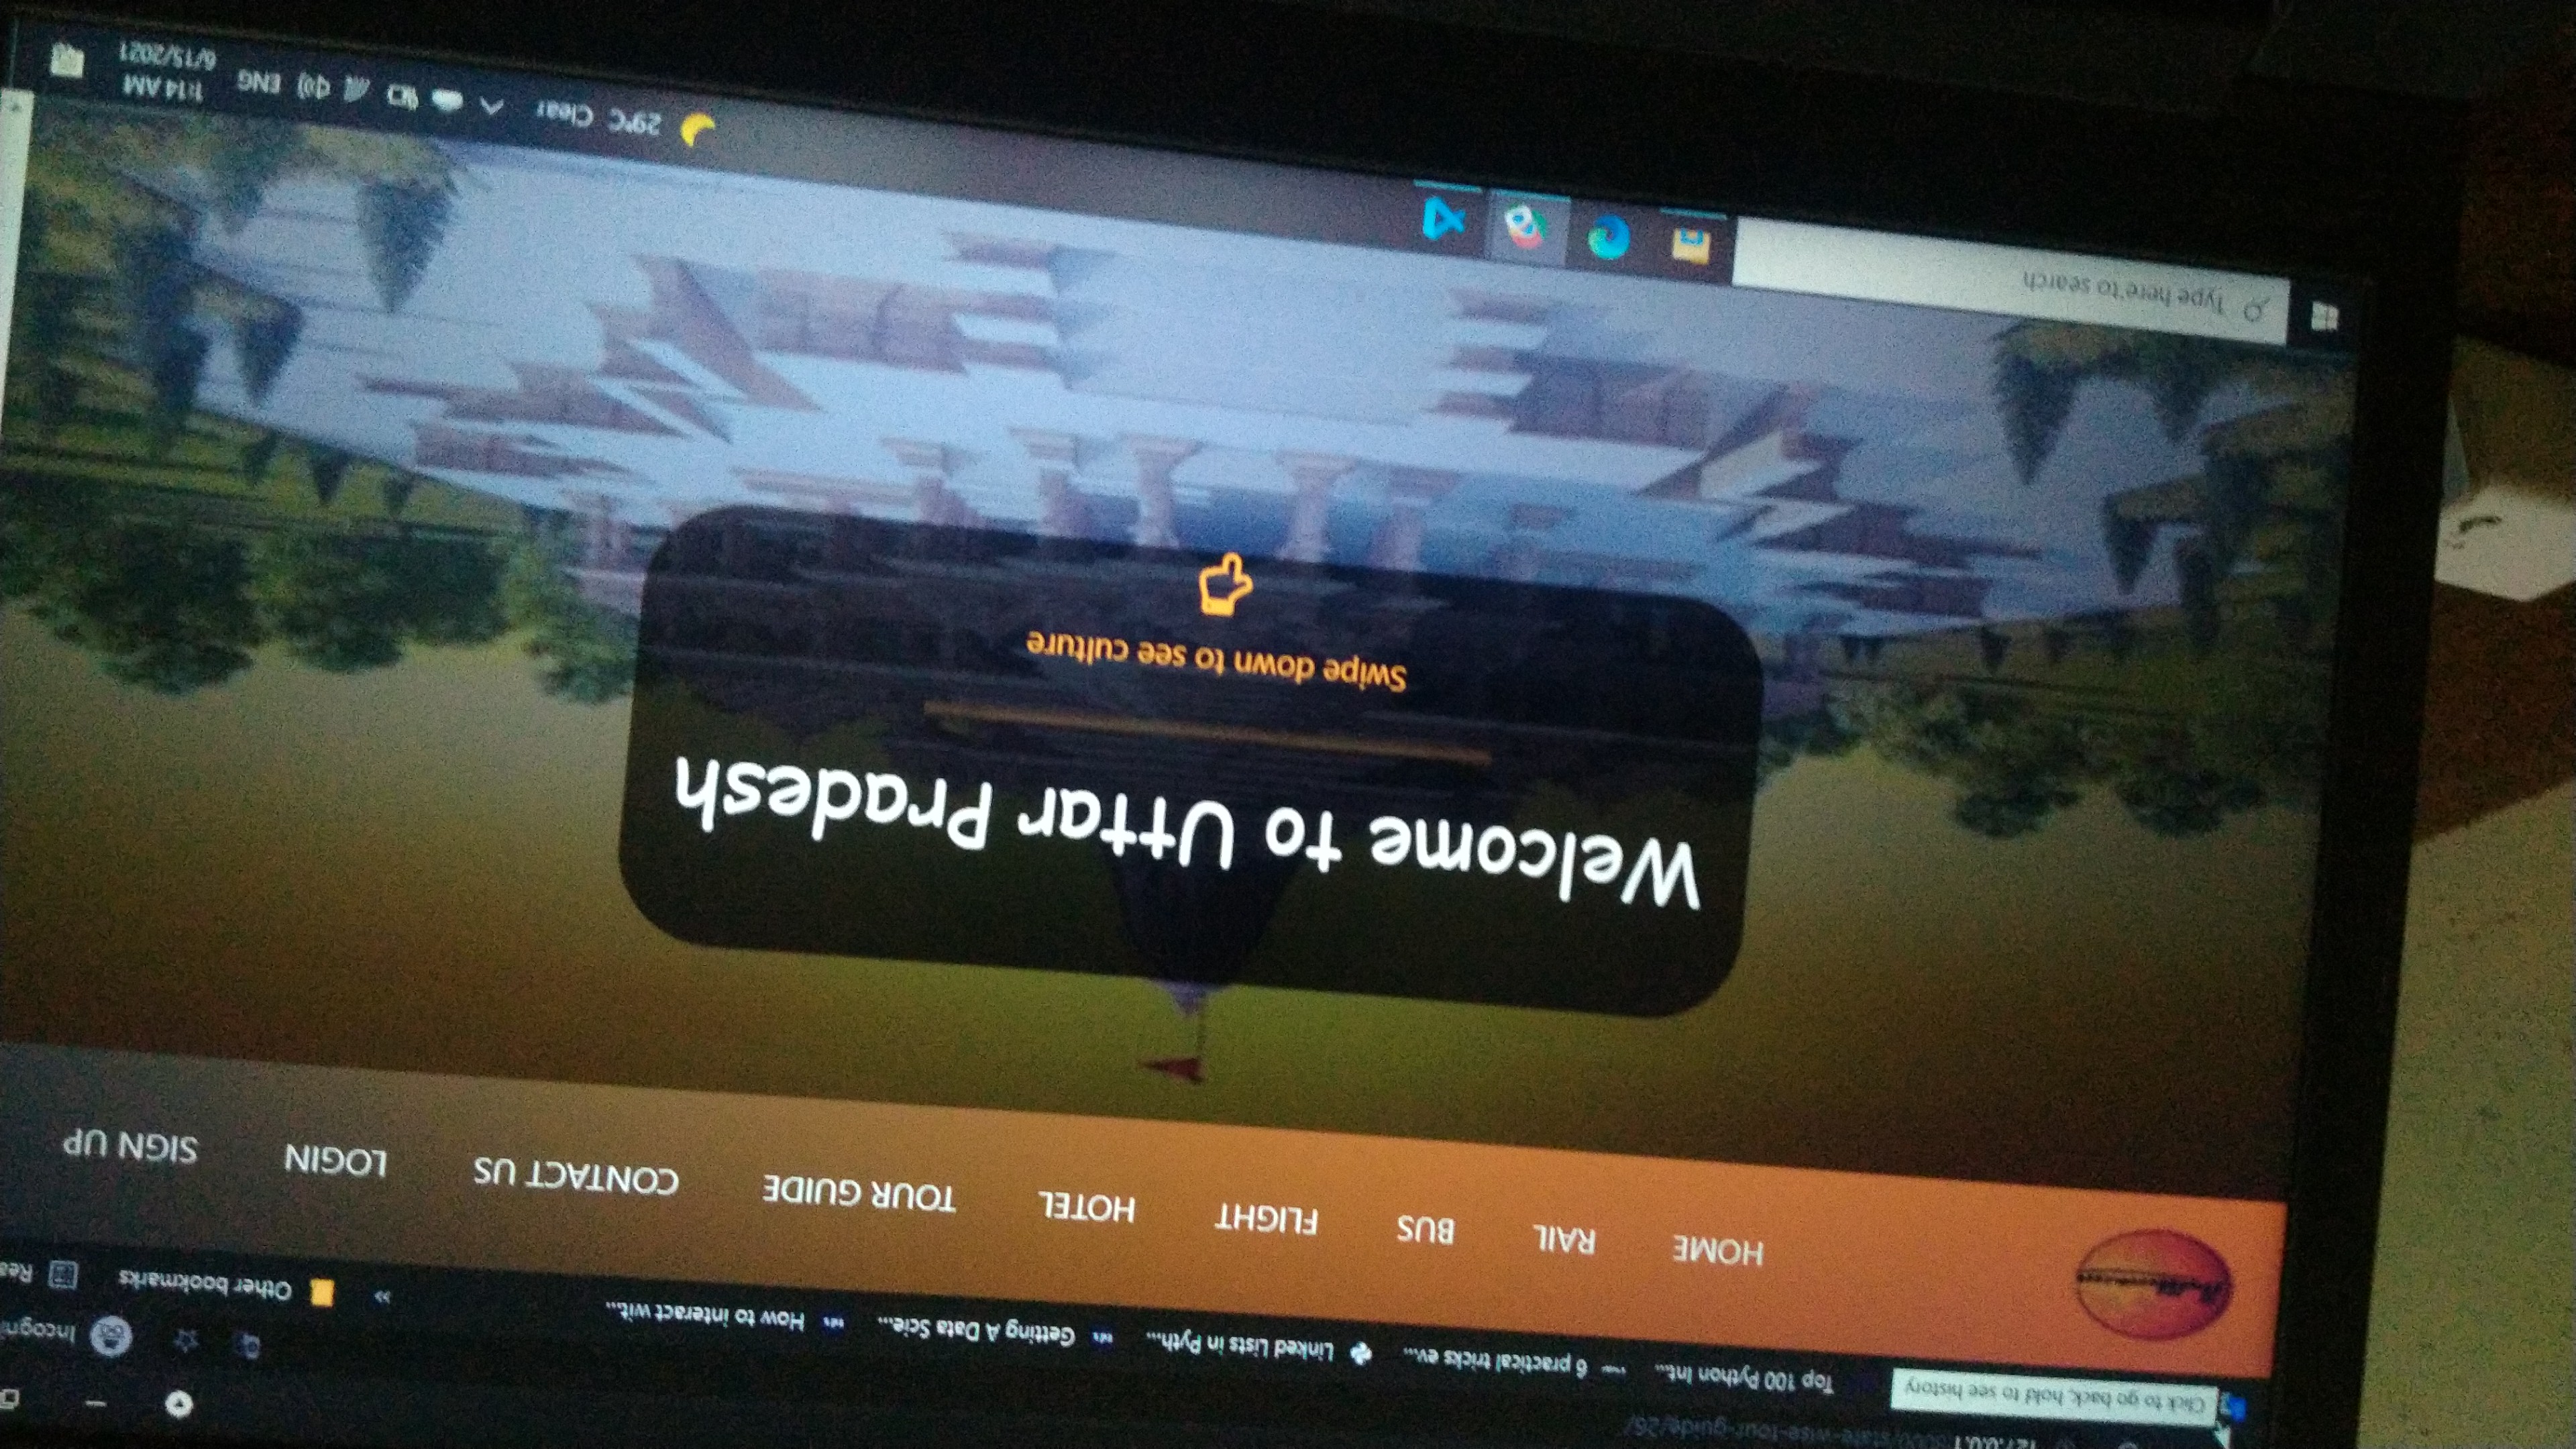 127.0.0.1:8000/state-wise-tour-guide/26/
Click to go back, hold to see history
Top 100 Python Int...
6 practical tricks ev...
Linked Lists in Pyth...
Getting A Data Scie...
How to interact wit...
Incogni
»
Other bookmarks
Rea
HOME
RAIL
BUS
FLIGHT
HOTEL
TOUR GUIDE
CONTACT US
LOGIN
SIGN UP
Welcome to Uttar Pradesh
Swipe down to see culture
Type here to search
29°C Clear
ENG
1:14 AM
6/15/2021